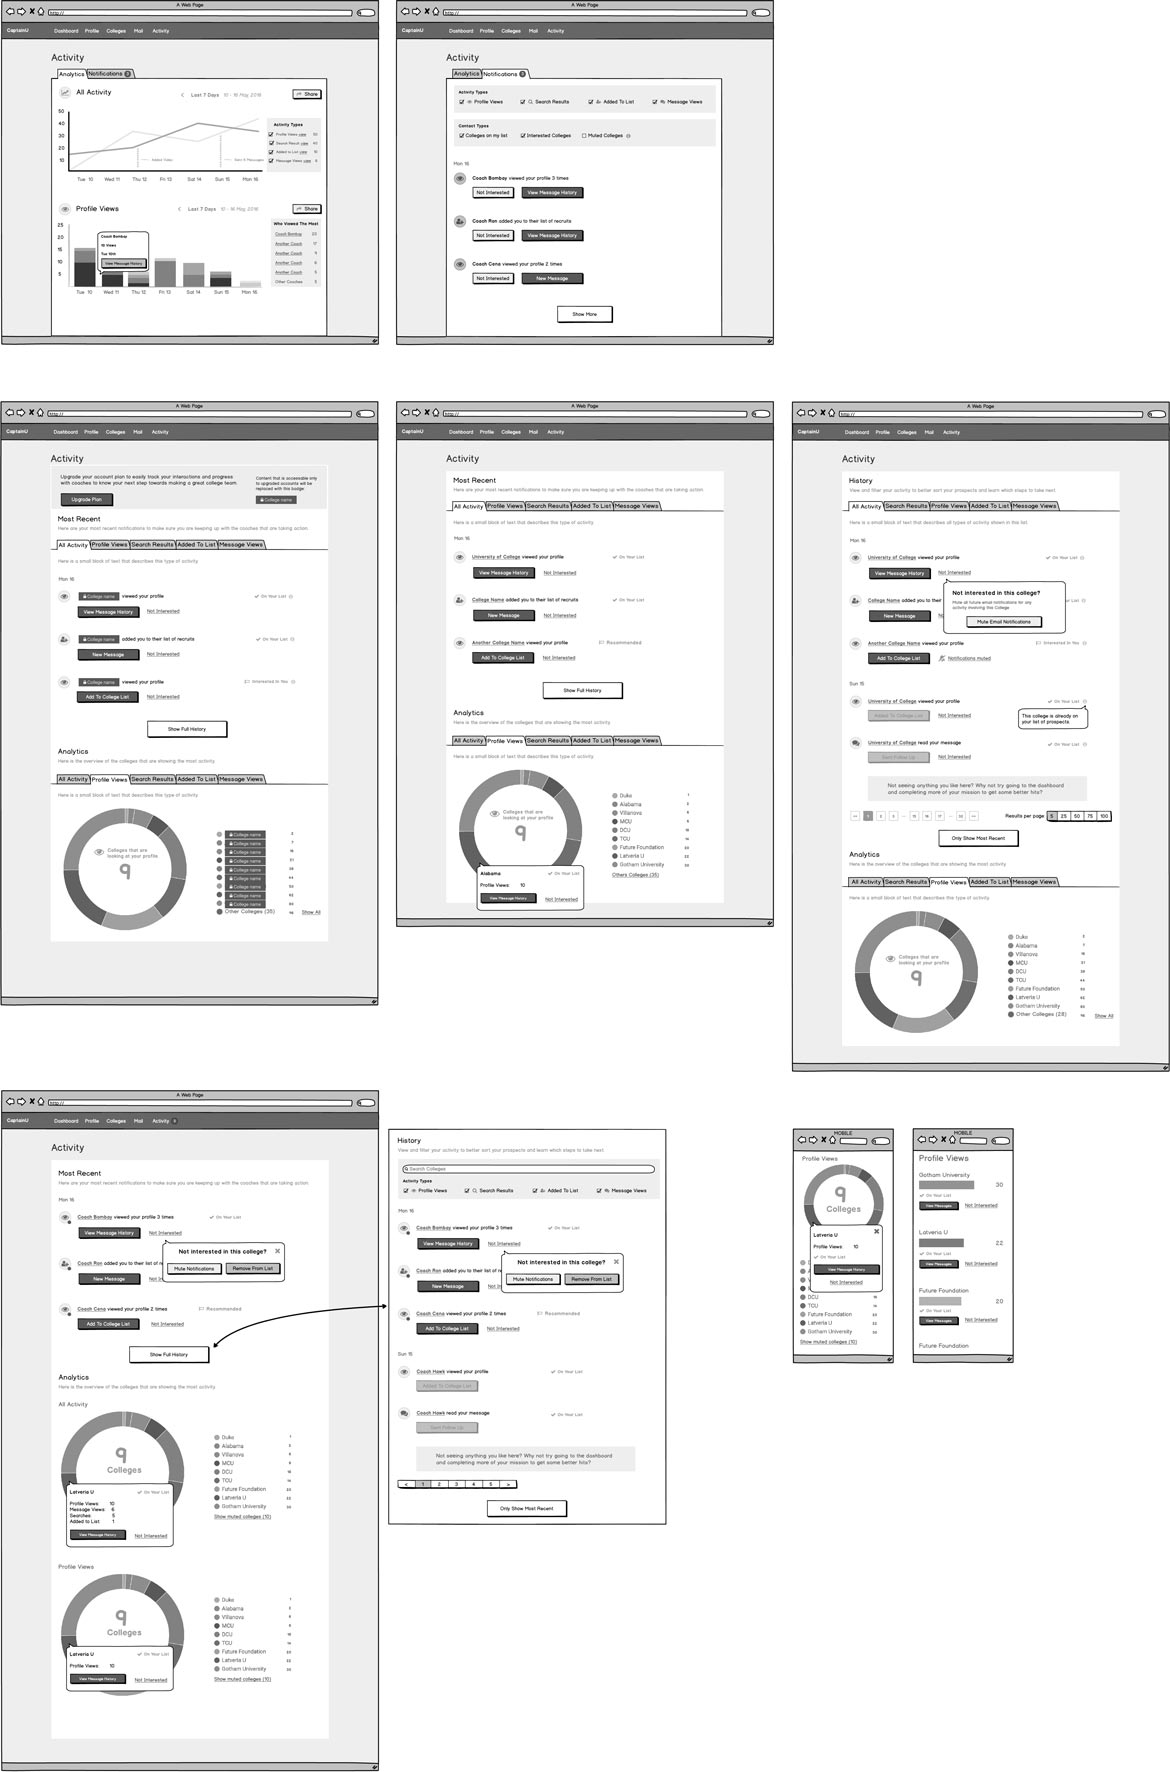 A Web Page
http://
CaptainU Dashboard Profile Colleges Mail Activity
Activity
Analytics Notifications 3
All Activity
Last 7 Days 10 - 16 May, 2016
Share
50
40
30
20
10
Tue 10 Wed 11 Thu 12 Fri 13 Sat 14 Sun 15 Mon 16
Added Video
Sent 5 Messages
Activity Types
Profile Views view 50
Search Result view 40
Added to List view
Message Views view
Profile Views
Last 7 Days 10 - 16 May, 2016
Share
25
20
15
10
5
Coach Bombay
10 Views
Tue 10th
View Message History
Tue 10 Wed 11 Thu 12 Fri 13 Sat 14 Sun 15 Mon 16
Who Viewed The Most
Coach Bombay 20
Another Coach 17
Another Coach 9
Another Coach 6
Another Coach 5
Other Coaches 5
A Web Page
http://
CaptainU Dashboard Profile Colleges Mail Activity
Activity
Analytics Notifications 3
Activity Types
Profile Views Search Results Added To List Message Views
Contact Types
Colleges on my list Interested Colleges Muted Colleges
Mon 16
Coach Bombay viewed your profile 3 times
Not Interested View Message History
Coach Ron added you to their list of recruits
Not Interested View Message History
Coach Cena viewed your profile 2 times
Not Interested New Message
Show More
A Web Page
http://
CaptainU Dashboard Profile Colleges Mail Activity
Activity
Upgrade your account plan to easily track your interactions and progress
with coaches to know your next step towards making a great college team.
Upgrade Plan
Content that is accessible only
to upgraded accounts will be
replaced with this badge
College name
Most Recent
Here are your most recent notifications to make sure you are keeping up with the coaches that are taking action.
All Activity Profile Views Search Results Added To List Message Views
Here is a small block of text that describes this type of activity.
Mon 16
College name viewed your profile On Your List
View Message History Not Interested
College name added you to their list of recruits On Your List
New Message Not Interested
College name viewed your profile Interested In You
Add To College List Not Interested
Show Full History
Analytics
Here is the overview of the colleges that are showing the most activity.
All Activity Profile Views Search Results Added To List Message Views
Here is a small block of text that describes this type of activity.
Colleges that are
looking at your profile
9
College name
College name
College name
College name
College name
College name
College name
College name
College name
Other Colleges (35) Show All
A Web Page
http://
CaptainU Dashboard Profile Colleges Mail Activity
Activity
Most Recent
Here are your most recent notifications to make sure you are keeping up with the coaches that are taking action.
All Activity Profile Views Search Results Added To List Message Views
Here is a small block of text that describes this type of activity.
Mon 16
University of College viewed your profile On Your List
View Message History Not Interested
College Name added you to their list of recruits On Your List
New Message Not Interested
Another College Name viewed your profile Recommended
Add To College List Not Interested
Show Full History
Analytics
Here is the overview of the colleges that are showing the most activity.
All Activity Profile Views Search Results Added To List Message Views
Here is a small block of text that describes this type of activity.
Colleges that are
looking at your profile
9
Alabama On Your List
Profile Views: 10
View Message History Not Interested
Duke
Alabama
Villanova
MCU
DCU
TCU
Future Foundation
Latveria U
Gotham University
Others Colleges (35)
A Web Page
http://
CaptainU Dashboard Profile Colleges Mail Activity
Activity
History
View and filter your activity to better sort your prospects and learn which steps to take next.
All Activity Search Results Profile Views Added To List Message Views
Here is a small block of text that describes all types of activity shown in this list.
Mon 16
University of College viewed your profile On Your List
View Message History Not Interested
Not interested in this college?
Mute all future email notifications for any
activity involving this College
Mute Email Notifications
College Name added you to their
New Message
Another College Name viewed your profile Interested In You
Add To College List Notifications muted
Sun 15
University of College viewed your profile On Your List
Added To College List Not Interested
This college is already on
your list of prospects.
University of College read your message On Your List
Sent Follow Up Not Interested
Not seeing anything you like here? Why not try going to the dashboard
and completing more of your mission to get some better hits?
Results per page 5 25 50 75 100
Only Show Most Recent
Analytics
Here is the overview of the colleges that are showing the most activity.
All Activity Search Results Profile Views Added To List Message Views
Here is a small block of text that describes this type of activity.
Colleges that are
looking at your profile
9
Duke
Alabama
Villanova
MCU
DCU
TCU
Future Foundation
Latveria U
Gotham University
Other Colleges (28) Show All
A Web Page
http://
CaptainU Dashboard Profile Colleges Mail Activity
Activity
Most Recent
Here are your most recent notifications to make sure you are keeping up with the coaches that are taking action.
Mon 16
Coach Bombay viewed your profile 3 times On Your List
View Message History Not Interested
Not interested in this college?
Mute Notifications Remove From List
Coach Ron added you to their list of re
New Message
Coach Cena viewed your profile 2 times Recommended
Add To College List Not Interested
Show Full History
Analytics
Here is the overview of the colleges that are showing the most activity.
All Activity
9
Colleges
Latveria U On Your List
Profile Views: 10
Message Views: 6
Searches: 5
Added to List: 1
View Message History Not Interested
Duke
Alabama
Villanova
MCU
DCU
TCU
Future Foundation
Latveria U
Gotham University
Show muted colleges (10)
Profile Views
9
Colleges
Latveria U On Your List
Profile Views: 10
View Message History Not Interested
Duke
Alabama
Villanova
MCU
DCU
TCU
Future Foundation
Latveria U
Gotham University
Show muted colleges (10)
History
View and filter your activity to better sort your prospects and learn which steps to take next.
Search Colleges
Activity Types
Profile Views Search Results Added To List Message Views
Mon 16
Coach Bombay viewed your profile 3 times On Your List
View Message History Not Interested
Not interested in this college?
Mute Notifications Remove From List
Coach Ron added you to their list of re
New Message
Coach Cena viewed your profile 2 times Recommended
Add To College List Not Interested
Sun 15
Coach Hawk viewed your profile On Your List
Added To College List
Coach Hawk read your message On Your List
Sent Follow Up
Not seeing anything you like here? Why not try going to the dashboard
and completing more of your mission to get some better hits?
< 1 2 3 4 5 >
Only Show Most Recent
MOBILE
Profile Views
9
Colleges
Latveria U
Profile Views: 10
On Your List
View Message History
Not Interested
DCU
TCU
Future Foundation
Latveria U
Gotham University
Show muted colleges (10)
MOBILE
Profile Views
Gotham University
30
On Your List
View Messages Not Interested
Latveria U
22
On Your List
View Messages Not Interested
Future Foundation
20
On Your List
View Messages Not Interested
Future Foundation